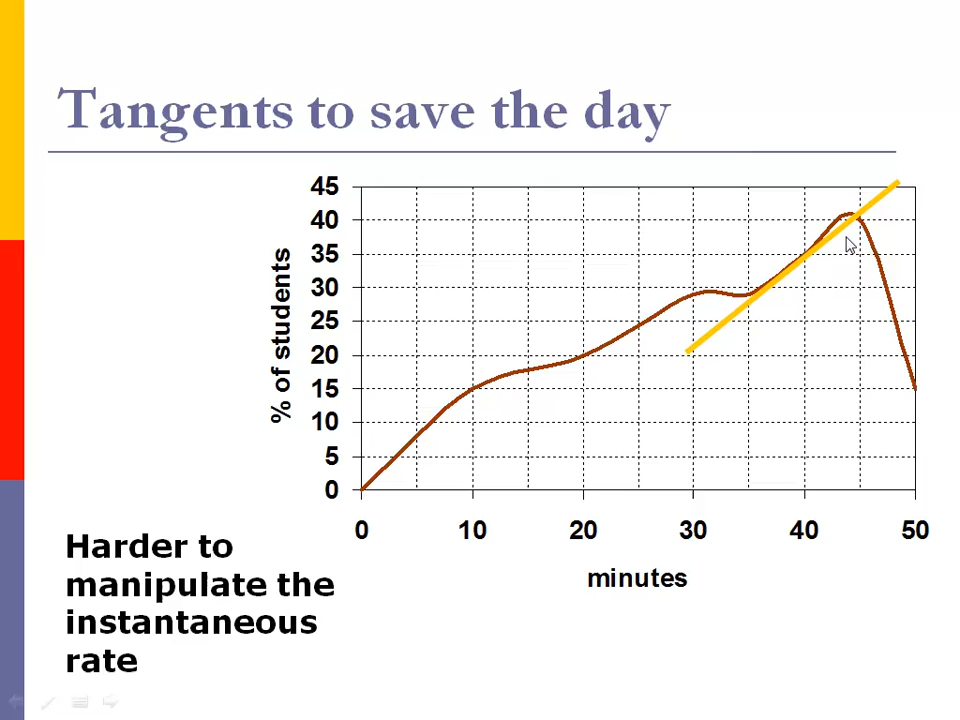 Tangents to save the day
45
40
35
30
25
20
15
10
5
0
% of students
0 10 20 30 40 50
minutes
Harder to
manipulate the
instantaneous
rate